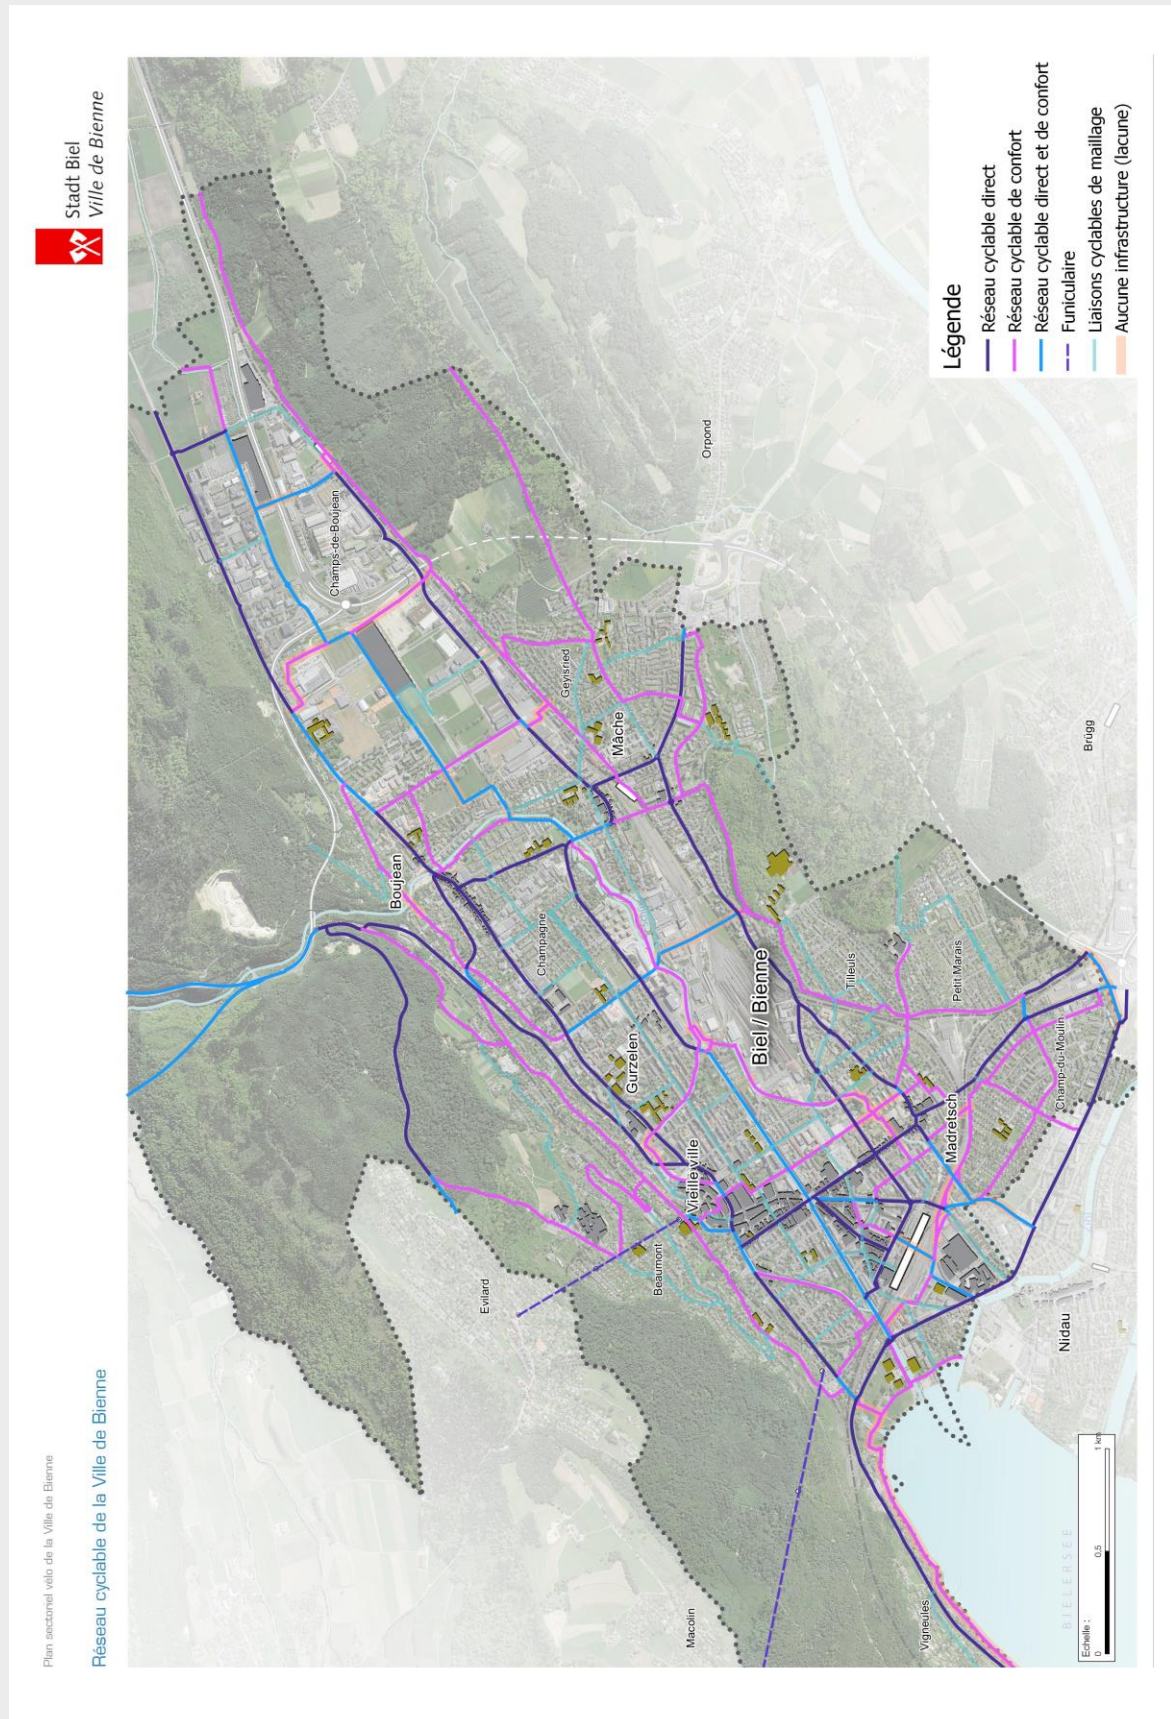 Plan sectoriel vélo de la Ville de Bienne
Réseau cyclable de la Ville de Bienne
Stadt Biel
Ville de Bienne
Champs-de-Boujean
Orpond
Boujean
Geyisried
Mâche
Brügg
Champagne
Gurzelen
Biel / Bienne
Tilleuls
Petit-Marais
Champ-du-Moulin
Madretsch
Vieille ville
Evilard
Beaumont
Nidau
Macolin
Vigneules
BIELERSEE
Légende
Réseau cyclable direct
Réseau cyclable de confort
Réseau cyclable direct et de confort
Funiculaire
Liaisons cyclables de maillage
Aucune infrastructure (lacune)
Echelle :
0 0,5 1 km